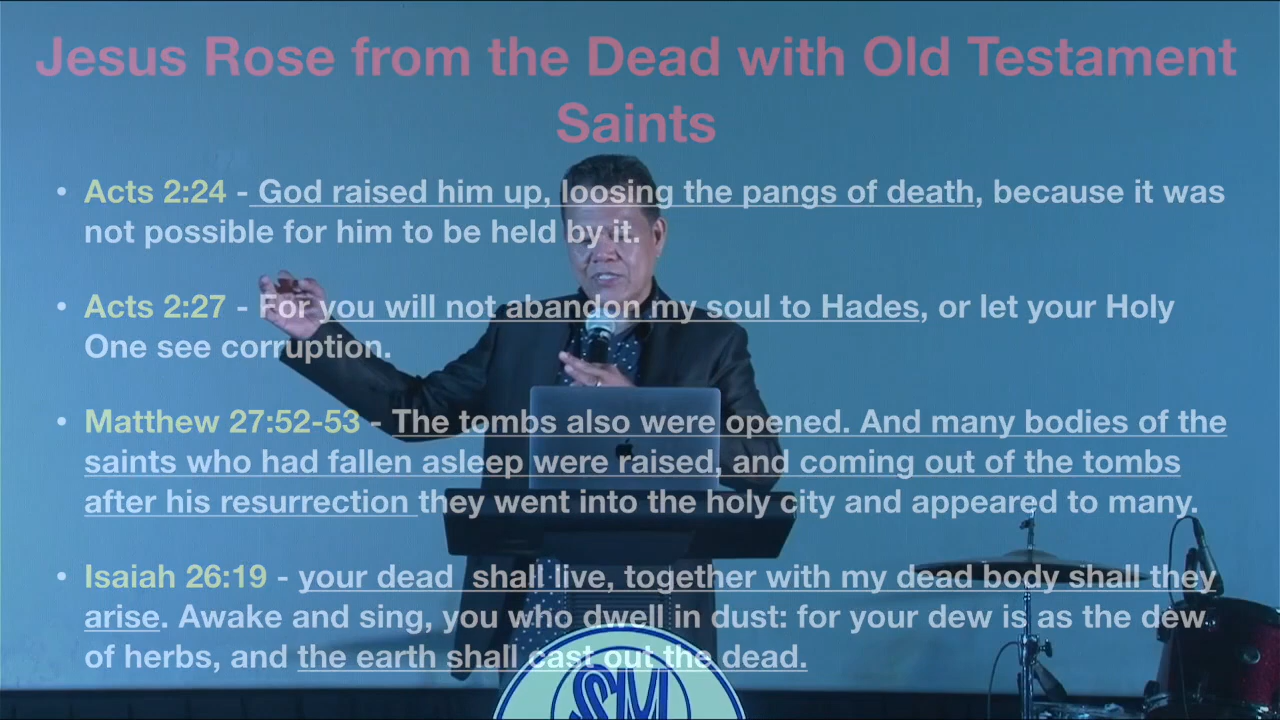 Jesus Rose from the Dead with Old Testament
Saints
• Acts 2:24 - God raised him up, loosing the pangs of death, because it was
not possible for him to be held by it.
• Acts 2:27 - For you will not abandon my soul to Hades, or let your Holy
One see corruption.
• Matthew 27:52-53 - The tombs also were opened. And many bodies of the
saints who had fallen asleep were raised, and coming out of the tombs
after his resurrection they went into the holy city and appeared to many.
• Isaiah 26:19 - your dead  shall live, together with my dead body shall they
arise. Awake and sing, you who dwell in dust: for your dew is as the dew
of herbs, and the earth shall cast out the dead.